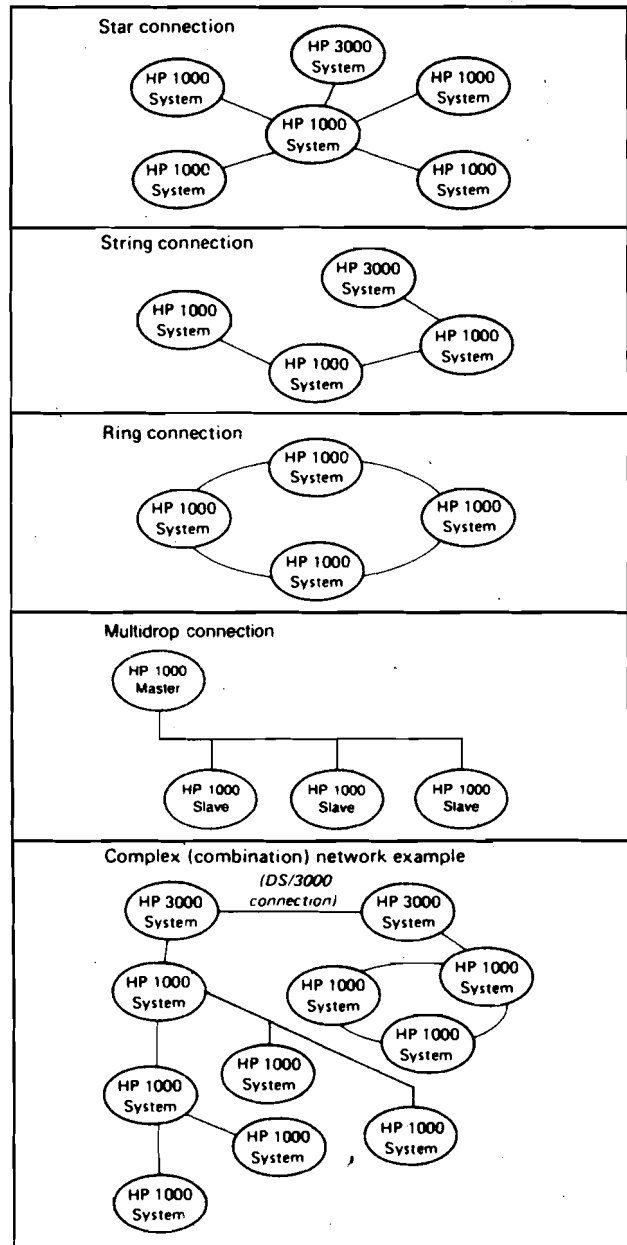 Star connection
HP 3000
System
HP 1000
System
HP 1000
System
HP 1000
System
HP 1000
System
HP 1000
System
String connection
HP 3000
System
HP 1000
System
HP 1000
System
HP 1000
System
Ring connection
HP 1000
System
HP 1000
System
HP 1000
System
HP 1000
System
Multidrop connection
HP 1000
Master
HP 1000
Slave
HP 1000
Slave
HP 1000
Slave
Complex (combination) network example
(DS/3000
connection)
HP 3000
System
HP 3000
System
HP 1000
System
HP 1000
System
HP 1000
System
HP 1000
System
HP 1000
System
HP 1000
System
HP 1000
System
HP 1000
System
HP 1000
System